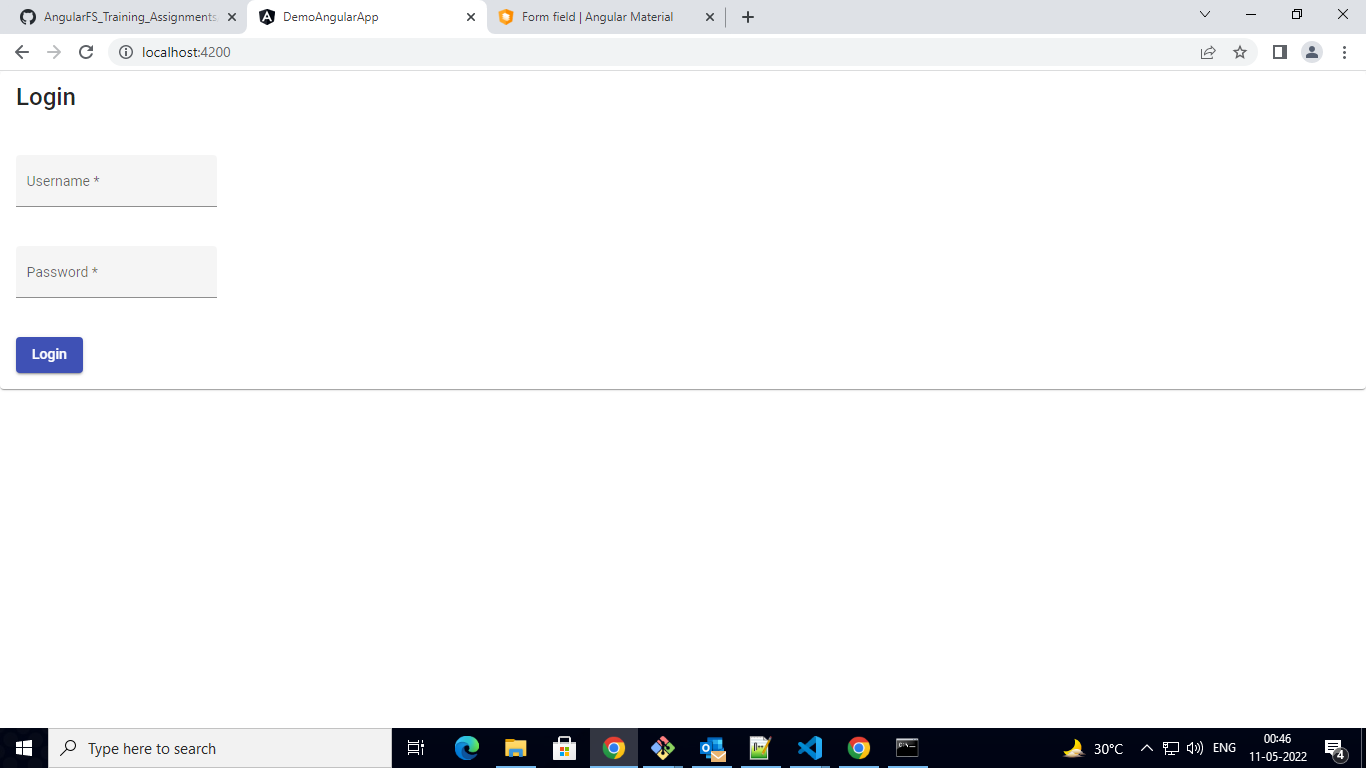 AngularFS_Training_Assignments
DemoAngularApp
Form field | Angular Material
localhost:4200
Login
Username *
Password *
Login
Type here to search
30°C
ENG
00:46
11-05-2022
4